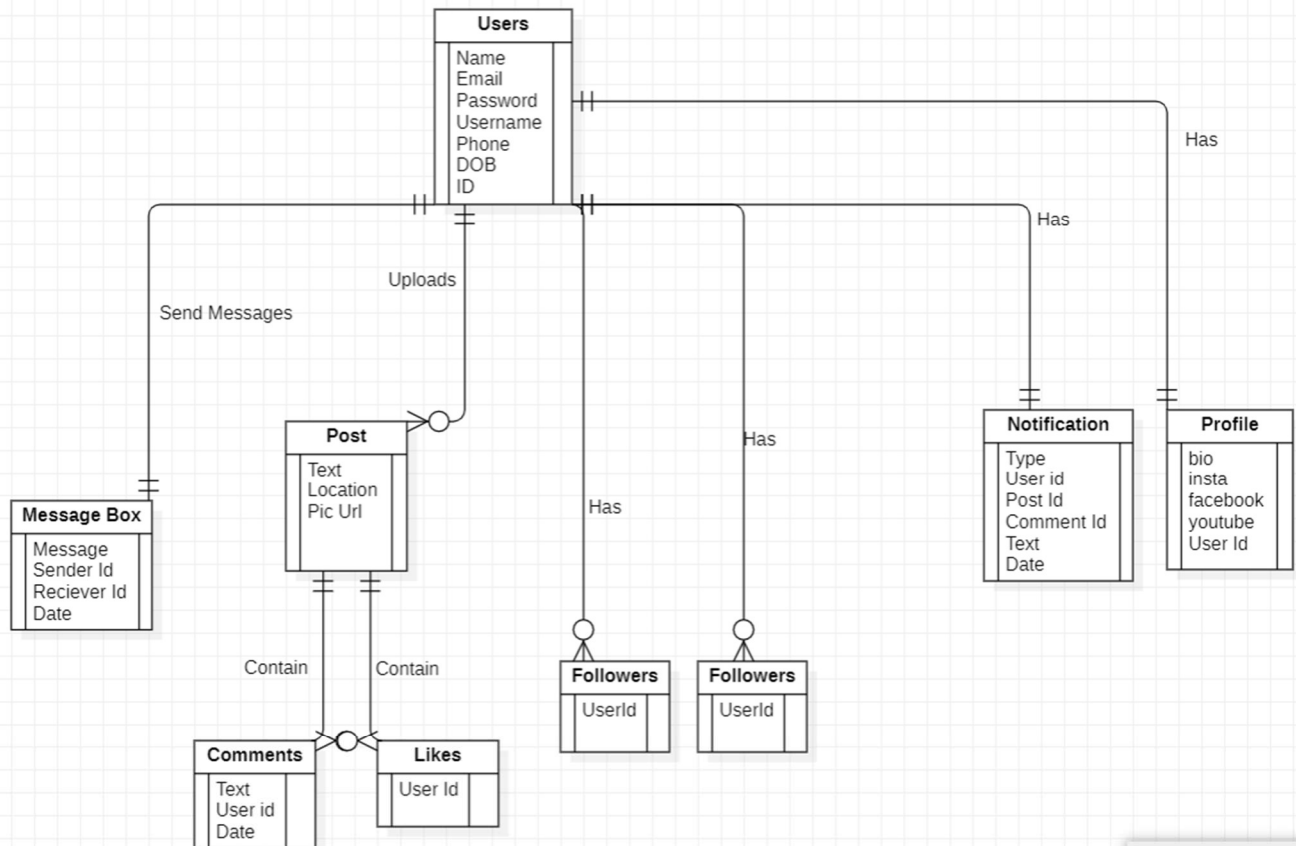 Users
Name
Email
Password
Username
Phone
DOB
ID
Has
Has
Uploads
Send Messages
Has
Has
Post
Text
Location
Pic Url
Notification
Type
User id
Post Id
Comment Id
Text
Date
Profile
bio
insta
facebook
youtube
User Id
Message Box
Message
Sender Id
Reciever Id
Date
Contain
Contain
Followers
UserId
Followers
UserId
Comments
Text
User id
Date
Likes
User Id